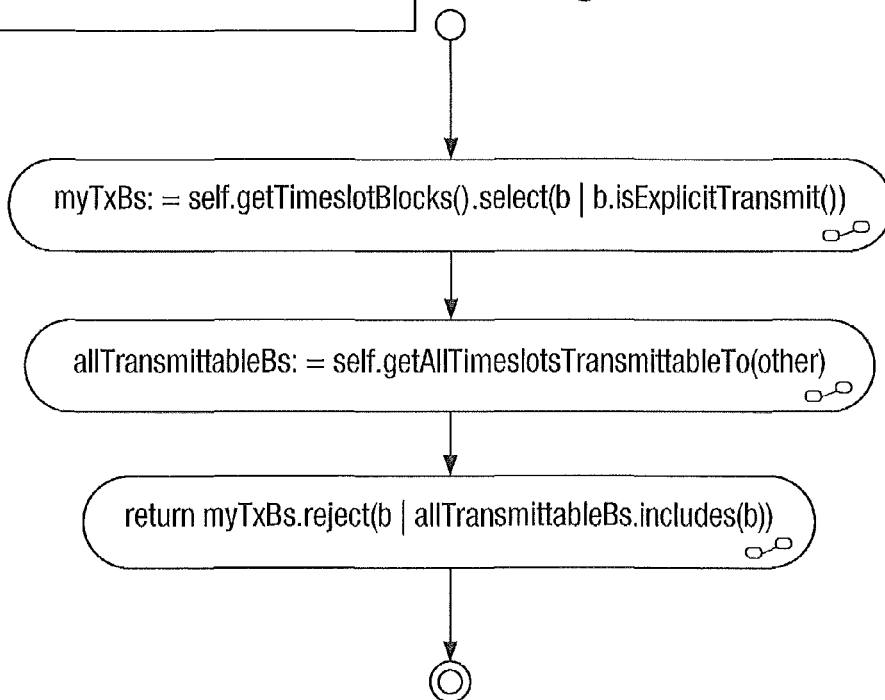 myTxBs: = self.getTimeslotBlocks().select(b | b.isExplicitTransmit())
allTransmittableBs: = self.getAllTimeslotsTransmittableTo(other)
return myTxBs.reject(b | allTransmittableBs.includes(b))